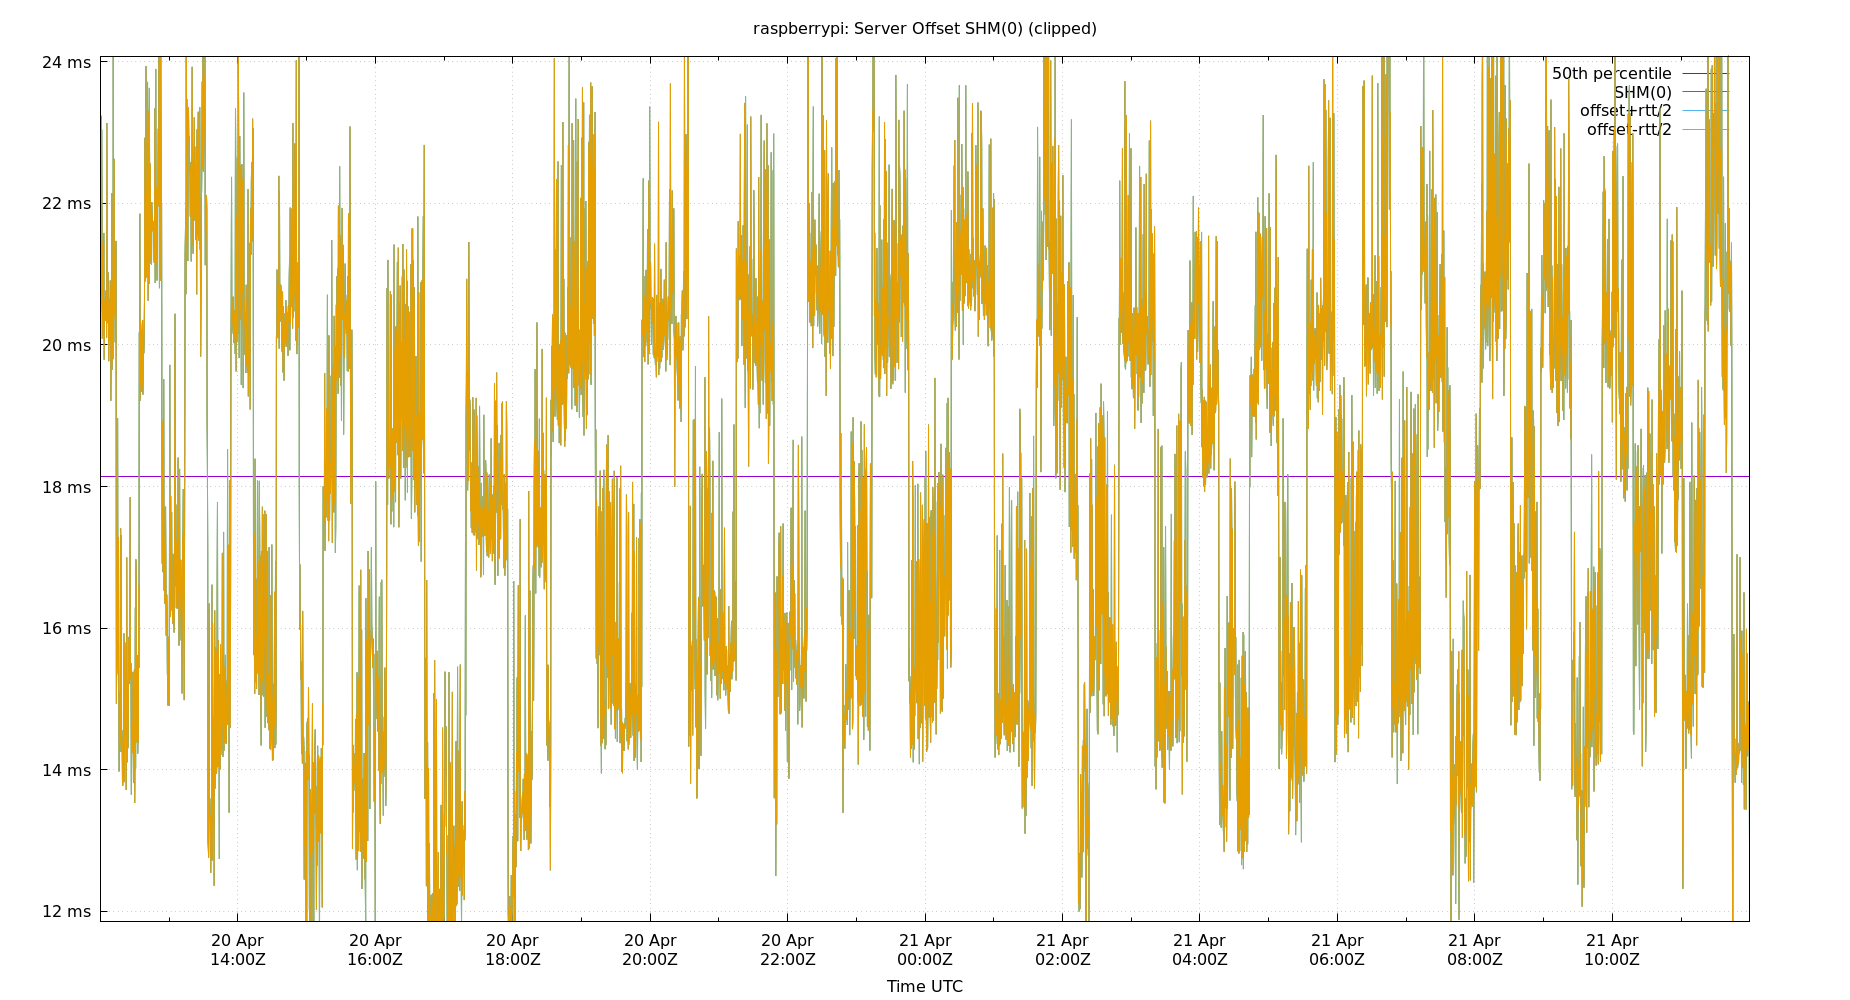 raspberrypi: Server Offset SHM(0) (clipped)
24 ms
22 ms
20 ms
18 ms
16 ms
14 ms
12 ms
50th percentile
SHM(0)
offset+rtt/2
offset-rtt/2
20 Apr
14:00Z
20 Apr
16:00Z
20 Apr
18:00Z
20 Apr
20:00Z
20 Apr
22:00Z
21 Apr
00:00Z
21 Apr
02:00Z
21 Apr
04:00Z
21 Apr
06:00Z
21 Apr
08:00Z
21 Apr
10:00Z
Time UTC